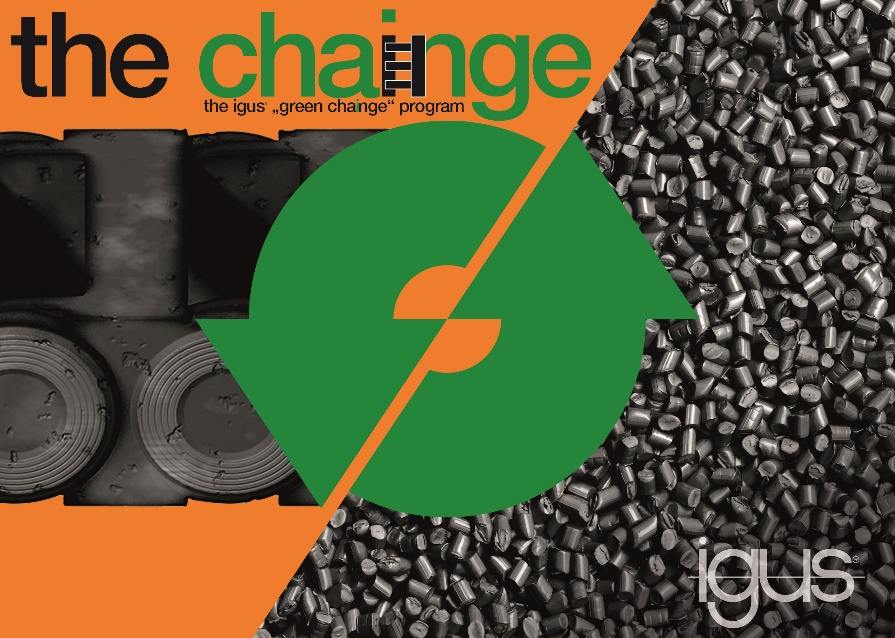 the chainge
the igus® „green chainge“ program
igus®